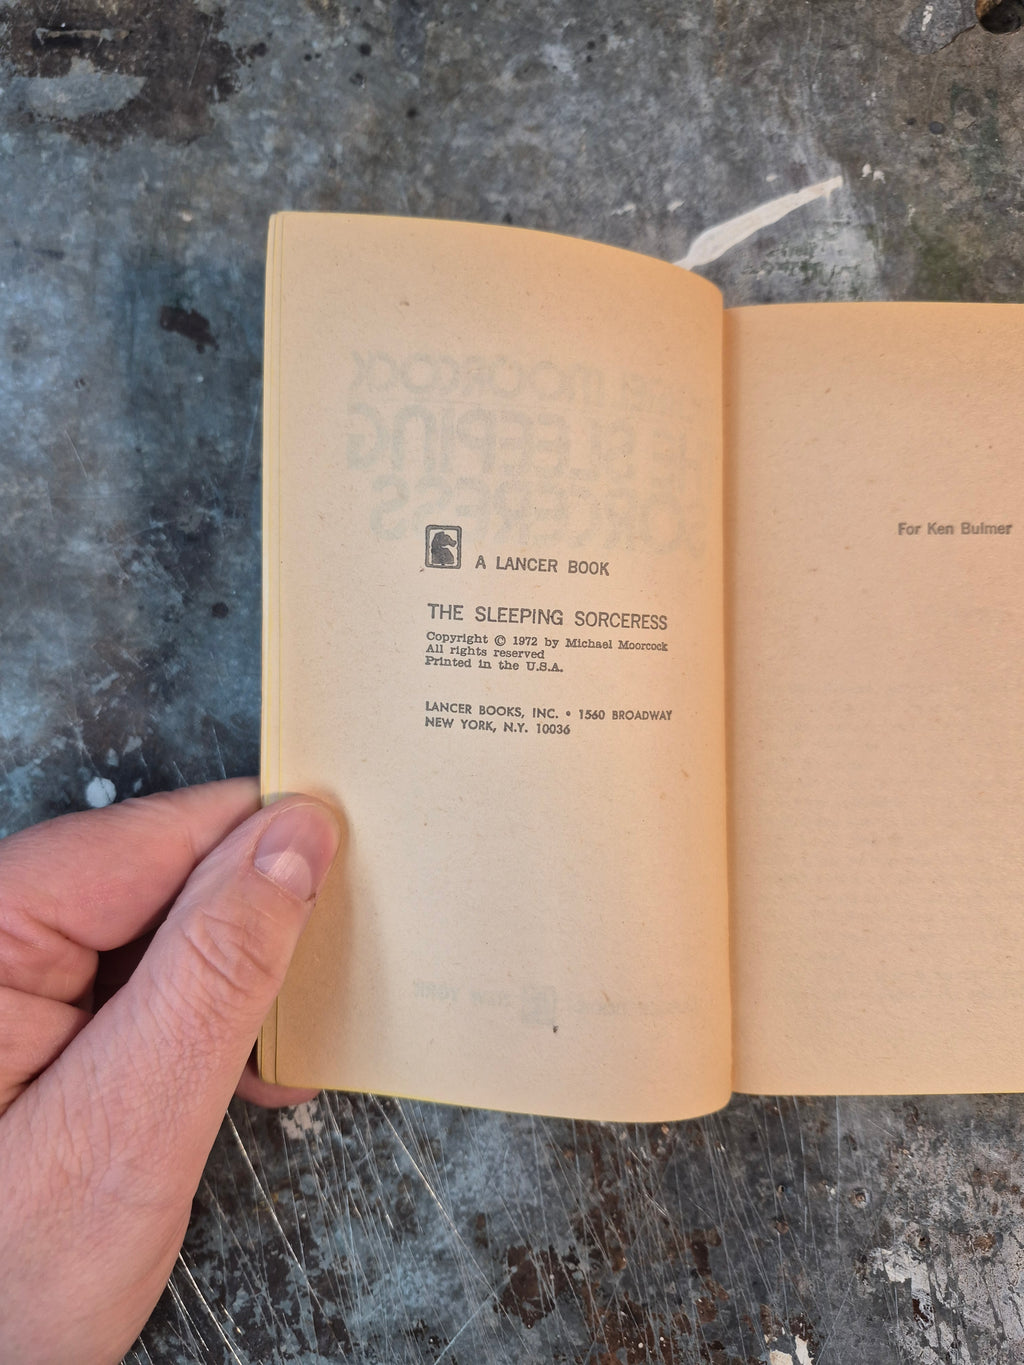 A LANCER BOOK
THE SLEEPING SORCERESS
Copyright © 1972 by Michael Moorcock
All rights reserved
Printed in the U.S.A.
LANCER BOOKS, INC. • 1560 BROADWAY
NEW YORK, N.Y. 10036
For Ken Bulmer